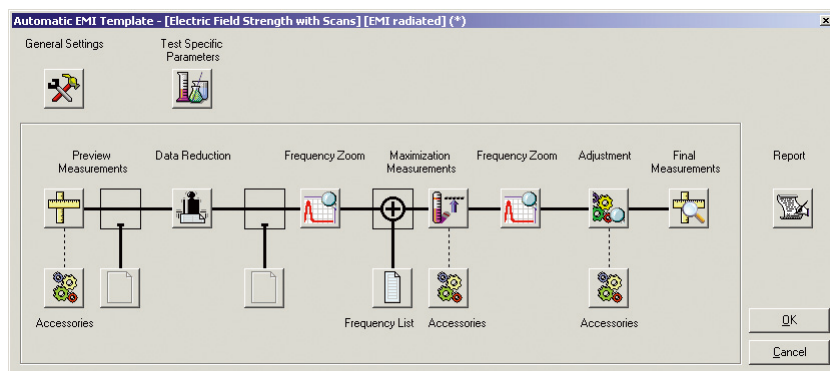 Automatic EMI Template - [Electric Field Strength with Scans] [EMI radiated] (*)
General Settings
Test Specific
Parameters
Preview
Measurements
Data Reduction
Frequency Zoom
Maximization
Measurements
Frequency Zoom
Adjustment
Final
Measurements
Report
Accessories
Frequency List
Accessories
Accessories
OK
Cancel